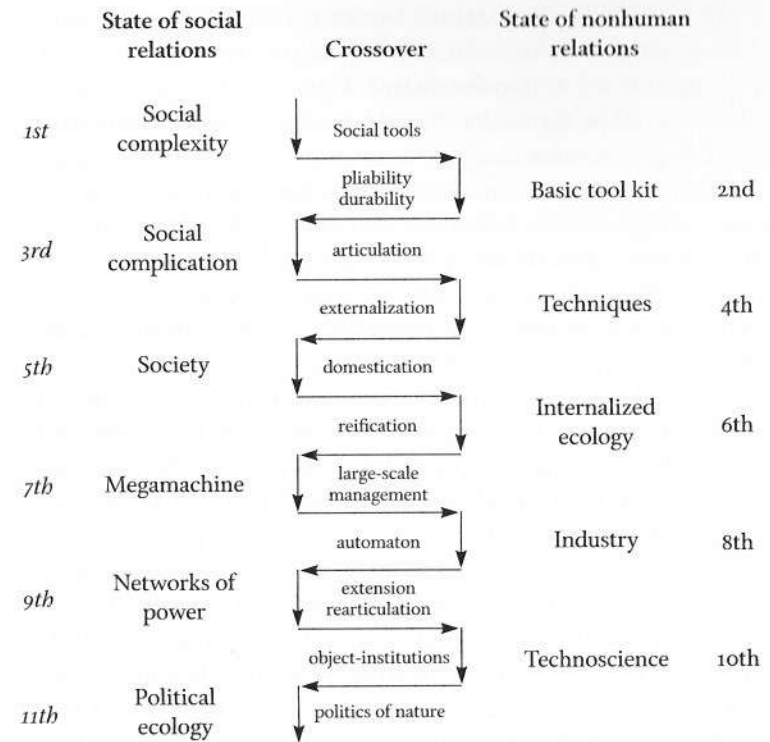 State of social relations
Crossover
State of nonhuman relations
1st
Social complexity
Social tools
pliability durability
Basic tool kit
2nd
3rd
Social complication
articulation
externalization
Techniques
4th
5th
Society
domestication
reification
Internalized ecology
6th
7th
Megamachine
large-scale management
automaton
Industry
8th
9th
Networks of power
extension rearticulation
object-institutions
Technoscience
10th
11th
Political ecology
politics of nature